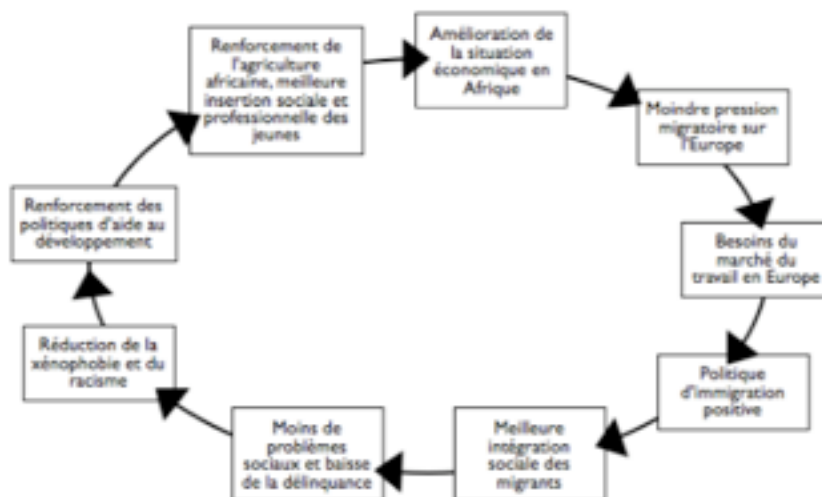 Renforcement de
l'agriculture
africaine, meilleure
insertion sociale et
professionnelle des
jeunes
Amélioration de
la situation
économique en
Afrique
Moindre pression
migratoire sur
l'Europe
Besoins du
marché du
travail en Europe
Politique
d'immigration
positive
Meilleure
intégration
sociale des
migrants
Moins de
problèmes
sociaux et baisse
de la délinquance
Réduction de la
xénophobie et du
racisme
Renforcement des
politiques d'aide au
développement